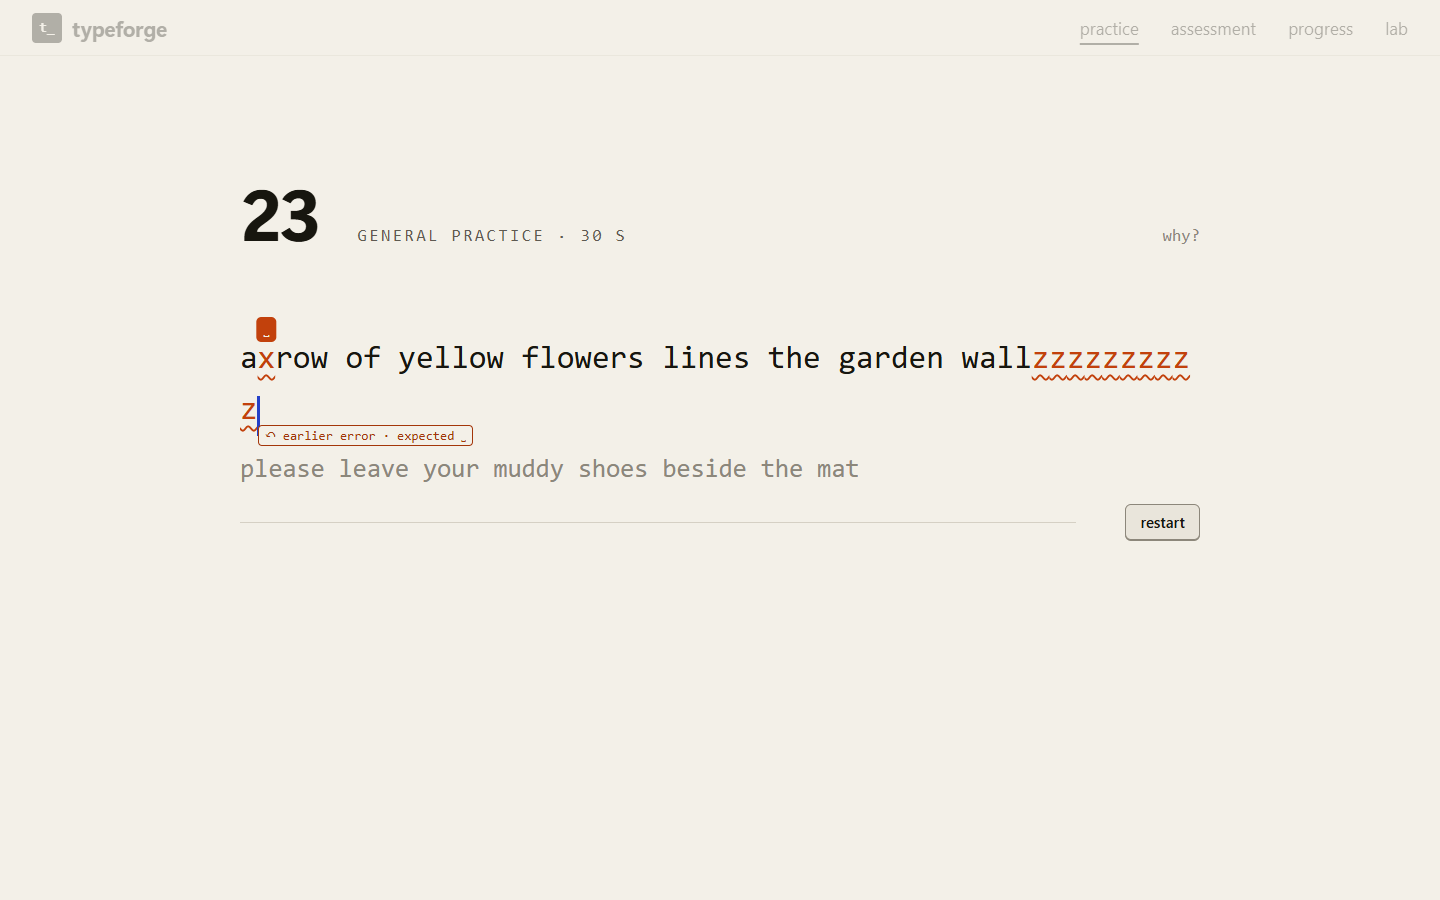 t_ typeforge practice assessment progress lab
23 GENERAL PRACTICE · 30 S why?
␣
axrow of yellow flowers lines the garden wallzzzzzzzzz
z
↶ earlier error · expected ␣
please leave your muddy shoes beside the mat
restart